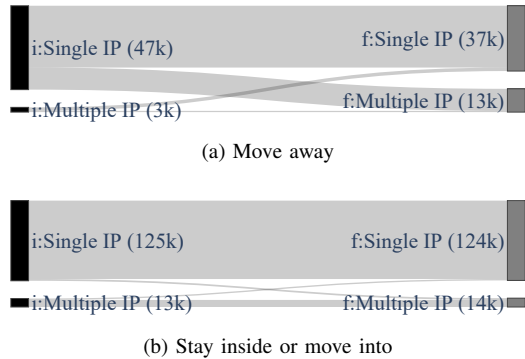 i:Single IP (47k) f:Single IP (37k)
i:Multiple IP (3k) f:Multiple IP (13k)
(a) Move away
i:Single IP (125k) f:Single IP (124k)
i:Multiple IP (13k) f:Multiple IP (14k)
(b) Stay inside or move into